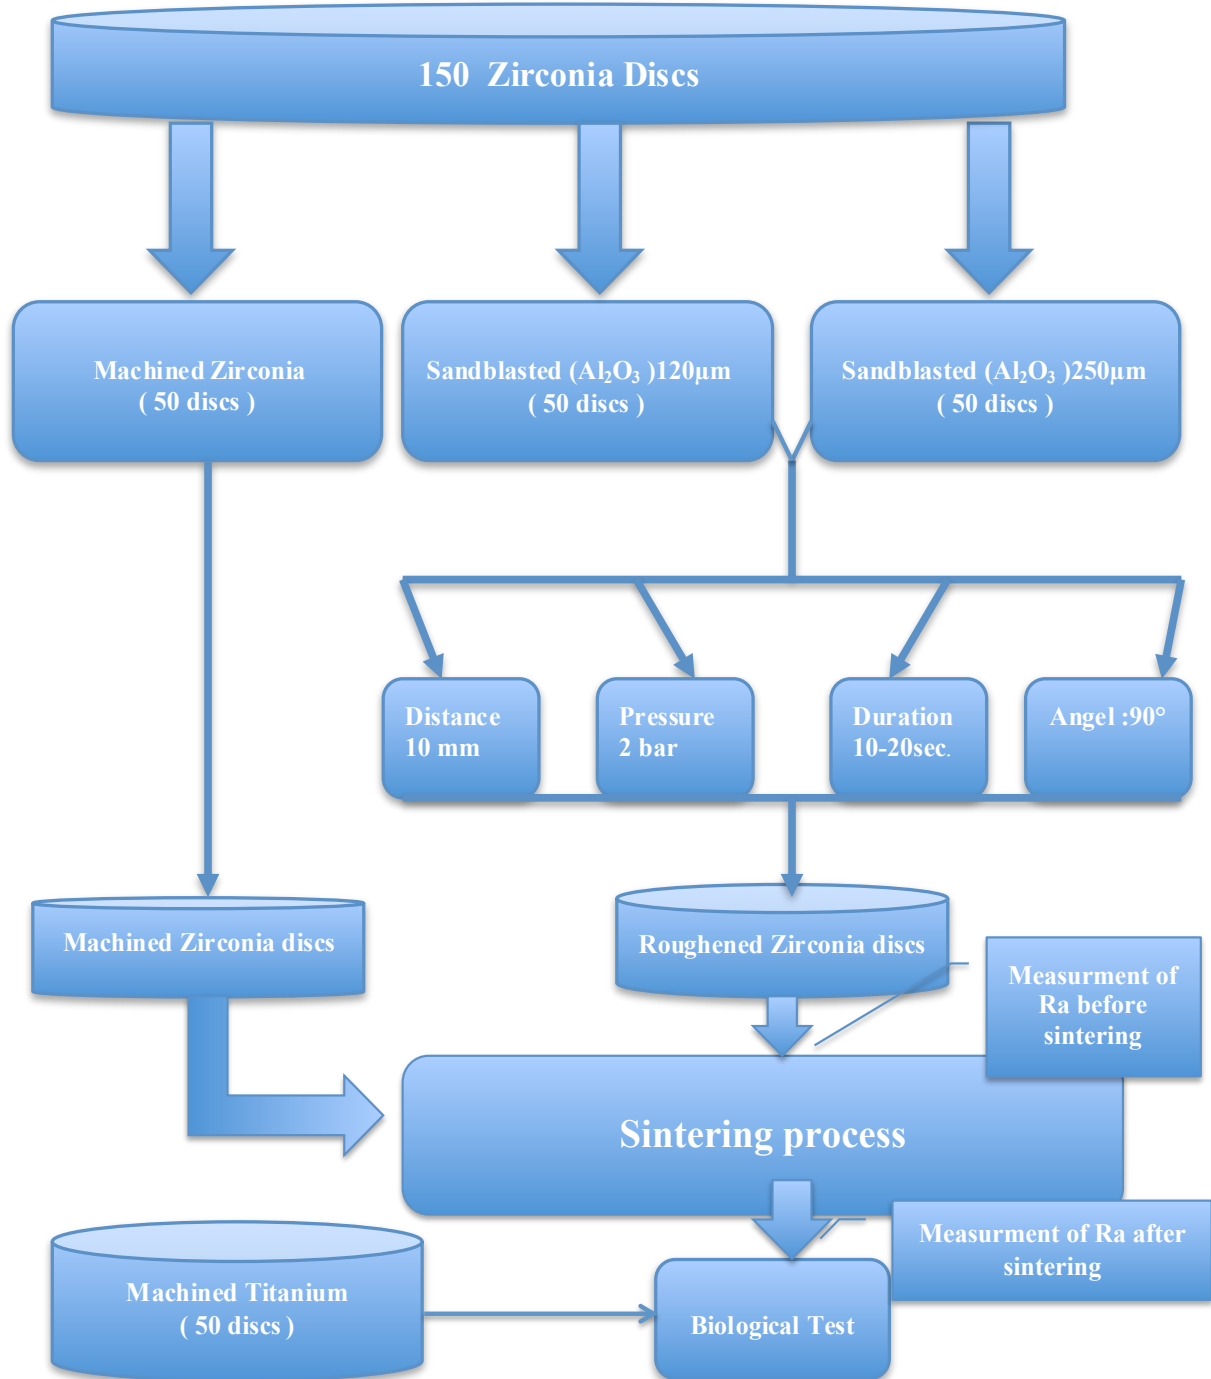 150 Zirconia Discs
Machined Zirconia
( 50 discs )
Sandblasted (Al₂O₃ )120µm
( 50 discs )
Sandblasted (Al₂O₃ )250µm
( 50 discs )
Distance
10 mm
Pressure
2 bar
Duration
10-20sec.
Angel :90°
Machined Zirconia discs
Roughened Zirconia discs
Measurment of
Ra before
sintering
Sintering process
Measurment of Ra after
sintering
Machined Titanium
( 50 discs )
Biological Test